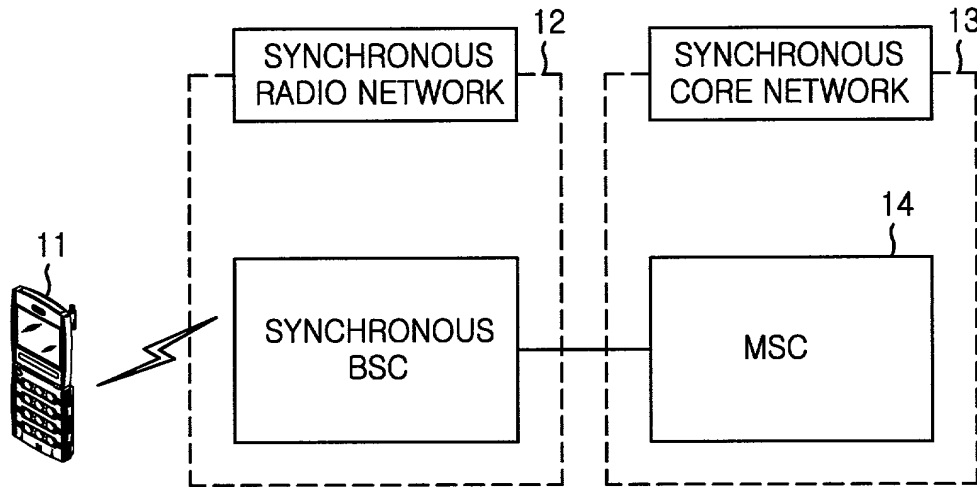 12
13
SYNCHRONOUS
RADIO NETWORK
SYNCHRONOUS
CORE NETWORK
14
11
SYNCHRONOUS
BSC
MSC